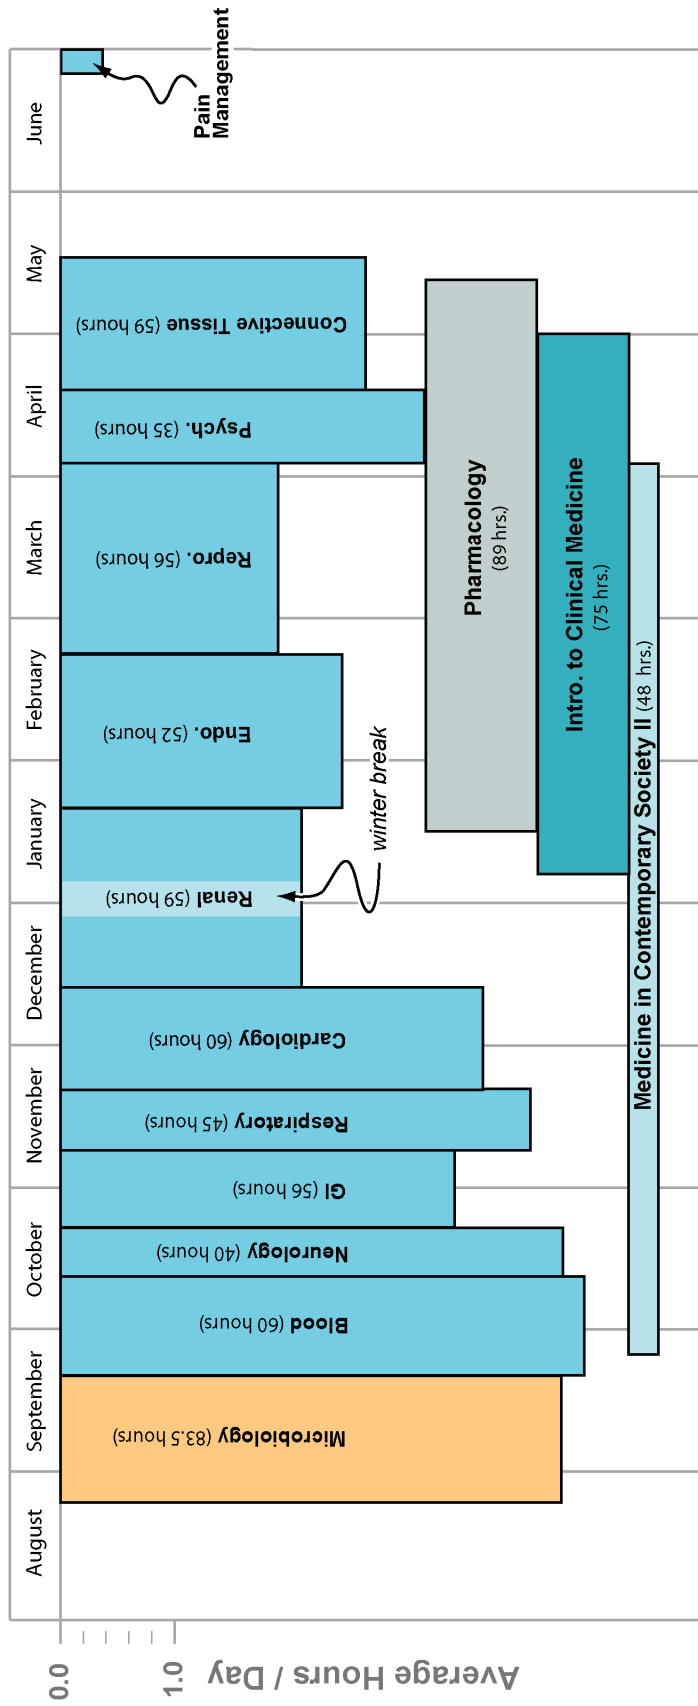 August
September
October
November
December
January
February
March
April
May
June
0.0
1.0
Average Hours / Day
Microbiology (83.5 hours)
Blood (60 hours)
Neurology (40 hours)
GI (56 hours)
Respiratory (45 hours)
Cardiology (60 hours)
Renal (59 hours)
winter break
Endo. (52 hours)
Repro. (56 hours)
Psych. (35 hours)
Connective Tissue (59 hours)
Pain
Management
Pharmacology
(89 hrs.)
Intro. to Clinical Medicine
(75 hrs.)
Medicine in Contemporary Society II (48 hrs.)